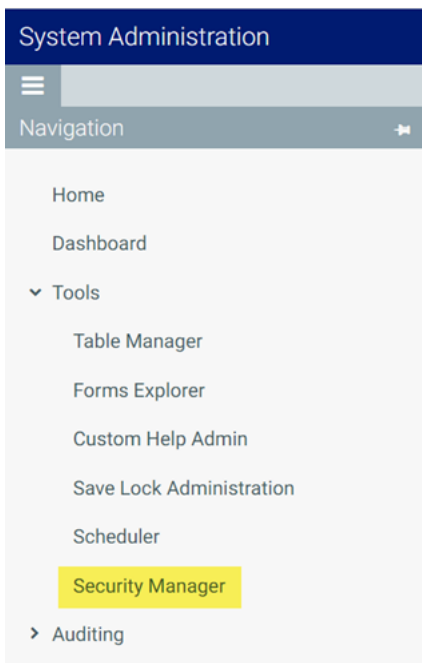 System Administration
Navigation
Home
Dashboard
Tools
Table Manager
Forms Explorer
Custom Help Admin
Save Lock Administration
Scheduler
Security Manager
Auditing